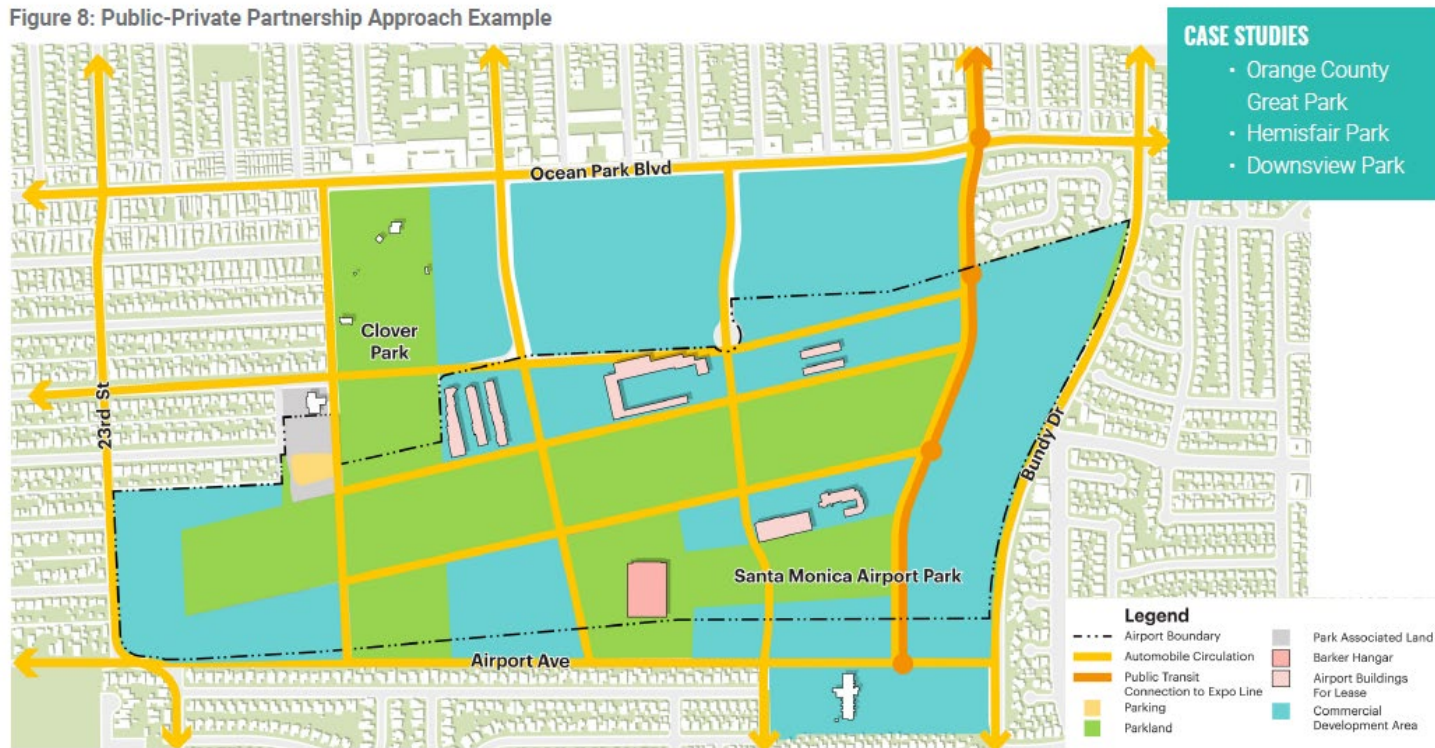 Figure 8: Public-Private Partnership Approach Example
CASE STUDIES
• Orange County
Great Park
• Hemisfair Park
• Downsview Park
Ocean Park Blvd
Clover
Park
23rd St
Bundy Dr
Santa Monica Airport Park
Airport Ave
Legend
Airport Boundary
Automobile Circulation
Public Transit
Connection to Expo Line
Parking
Parkland
Park Associated Land
Barker Hangar
Airport Buildings
For Lease
Commercial
Development Area